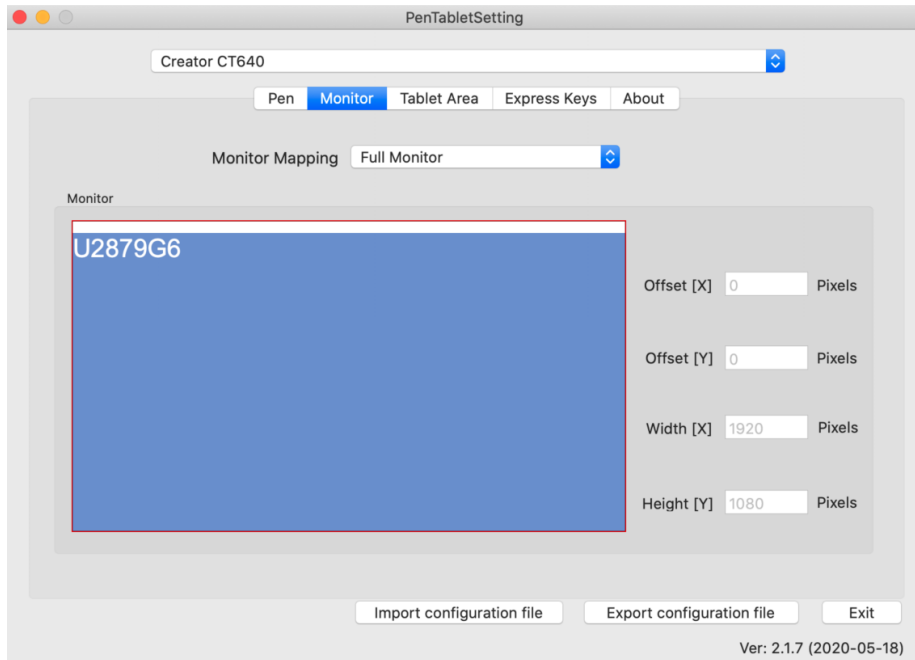 PenTabletSetting
Creator CT640
Pen Monitor Tablet Area Express Keys About
Monitor Mapping Full Monitor
Monitor
U2879G6
Offset [X] 0 Pixels
Offset [Y] 0 Pixels
Width [X] 1920 Pixels
Height [Y] 1080 Pixels
Import configuration file Export configuration file Exit
Ver: 2.1.7 (2020-05-18)